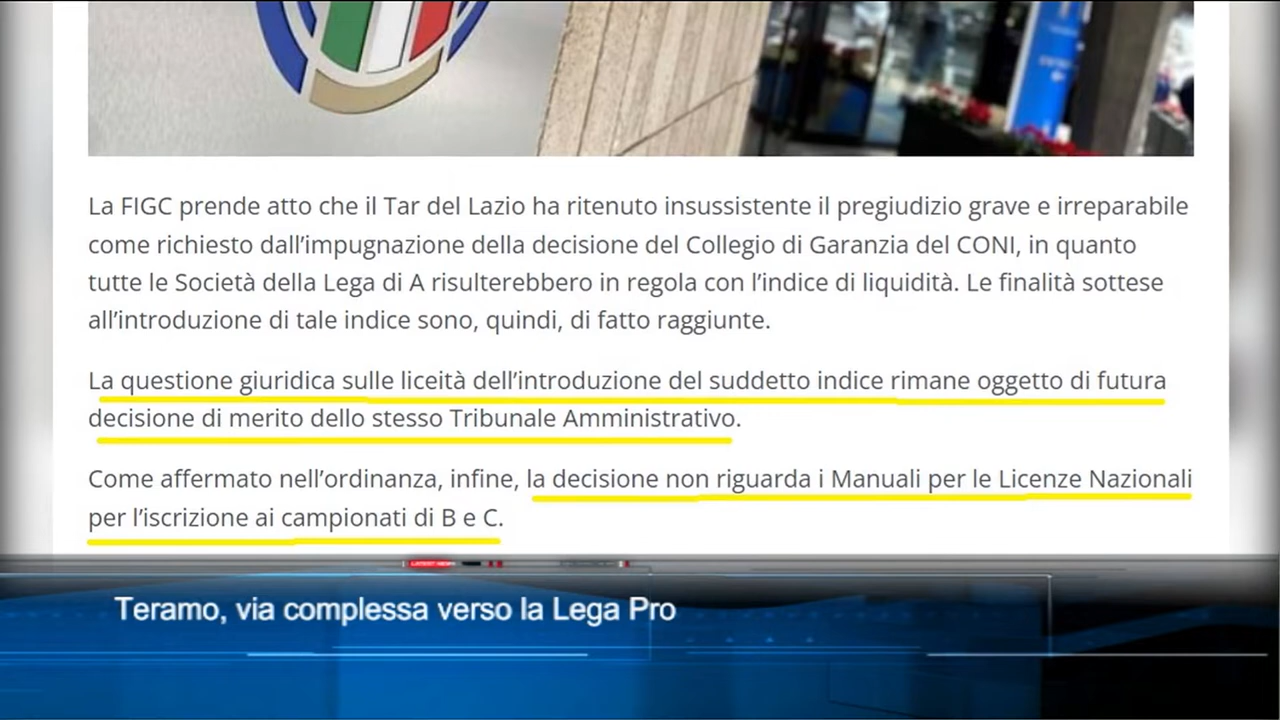 La FIGC prende atto che il Tar del Lazio ha ritenuto insussistente il pregiudizio grave e irreparabile
come richiesto dall’impugnazione della decisione del Collegio di Garanzia del CONI, in quanto
tutte le Società della Lega di A risulterebbero in regola con l’indice di liquidità. Le finalità sottese
all’introduzione di tale indice sono, quindi, di fatto raggiunte.
La questione giuridica sulle liceità dell’introduzione del suddetto indice rimane oggetto di futura
decisione di merito dello stesso Tribunale Amministrativo.
Come affermato nell’ordinanza, infine, la decisione non riguarda i Manuali per le Licenze Nazionali
per l’iscrizione ai campionati di B e C.
LATEST NEWS
Teramo, via complessa verso la Lega Pro